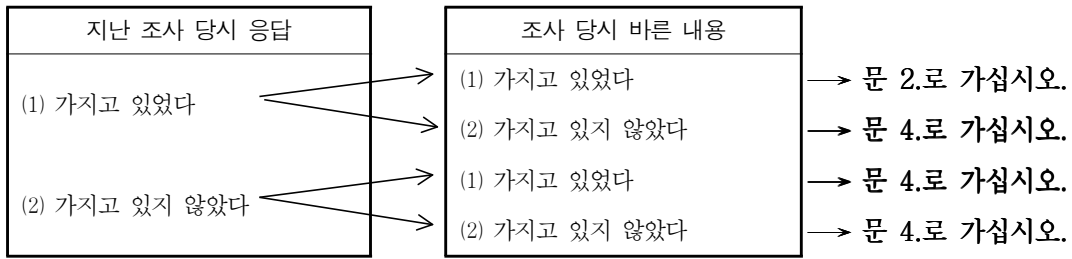 지난 조사 당시 응답
조사 당시 바른 내용
(1) 가지고 있었다
(2) 가지고 있지 않았다
(1) 가지고 있었다 → 문 2.로 가십시오.
(2) 가지고 있지 않았다 → 문 4.로 가십시오.
(1) 가지고 있었다 → 문 4.로 가십시오.
(2) 가지고 있지 않았다 → 문 4.로 가십시오.